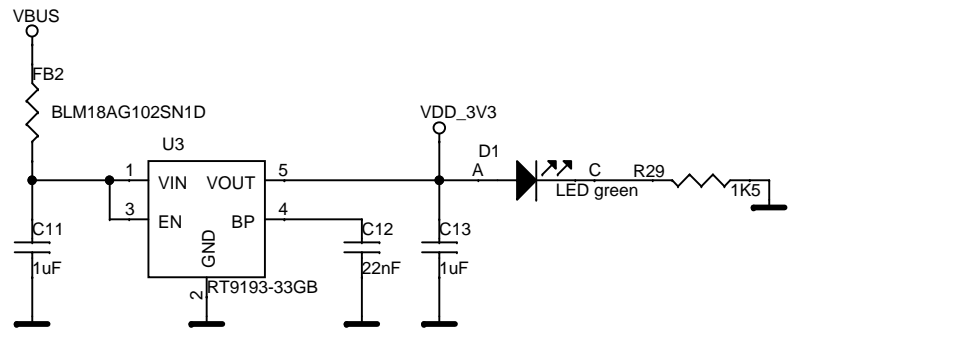 VBUS
FB2
BLM18AG102SN1D
VDD_3V3
U3
D1
1
VIN
VOUT
5
A
C
R29
LED green
1K5
3
EN
BP
4
GND
C11
1uF
C12
22nF
C13
1uF
2
RT9193-33GB